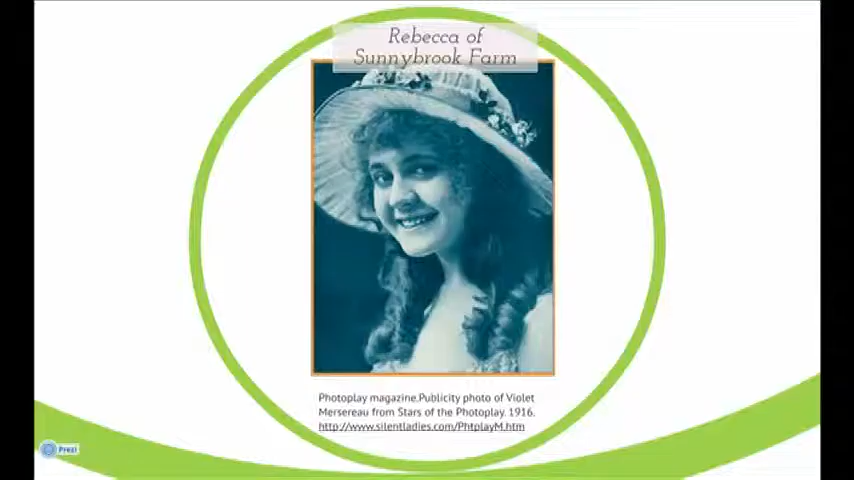 Rebecca of
Sunnybrook Farm
Photoplay magazine.Publicity photo of Violet
Mersereau from Stars of the Photoplay. 1916.
http://www.silentladies.com/PhtplayM.htm
Prezi